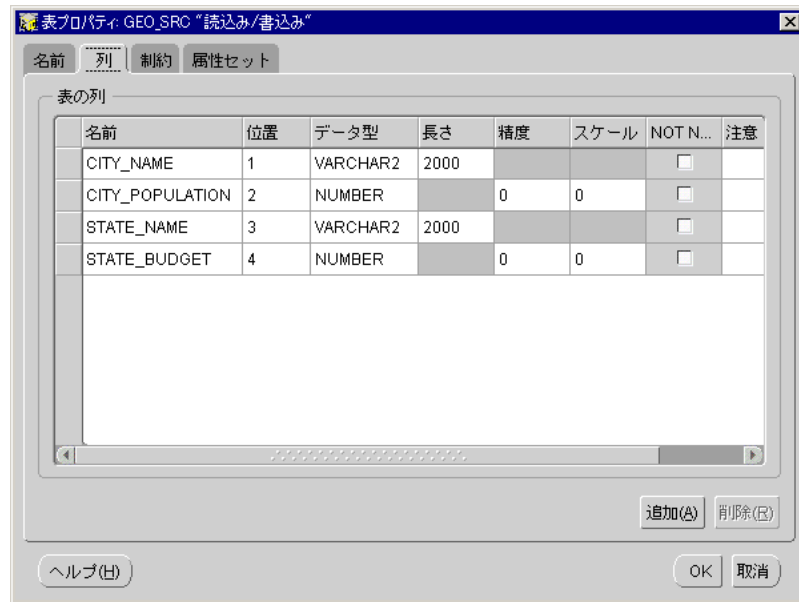 表プロパティ: GEO_SRC “読込み/書込み“
名前 列 制約 属性セット
表の列
名前 位置 データ型 長さ 精度 スケール NOT N... 注意
CITY_NAME 1 VARCHAR2 2000
CITY_POPULATION 2 NUMBER 0 0
STATE_NAME 3 VARCHAR2 2000
STATE_BUDGET 4 NUMBER 0 0
追加(A) 削除(R)
ヘルプ(H) OK 取消